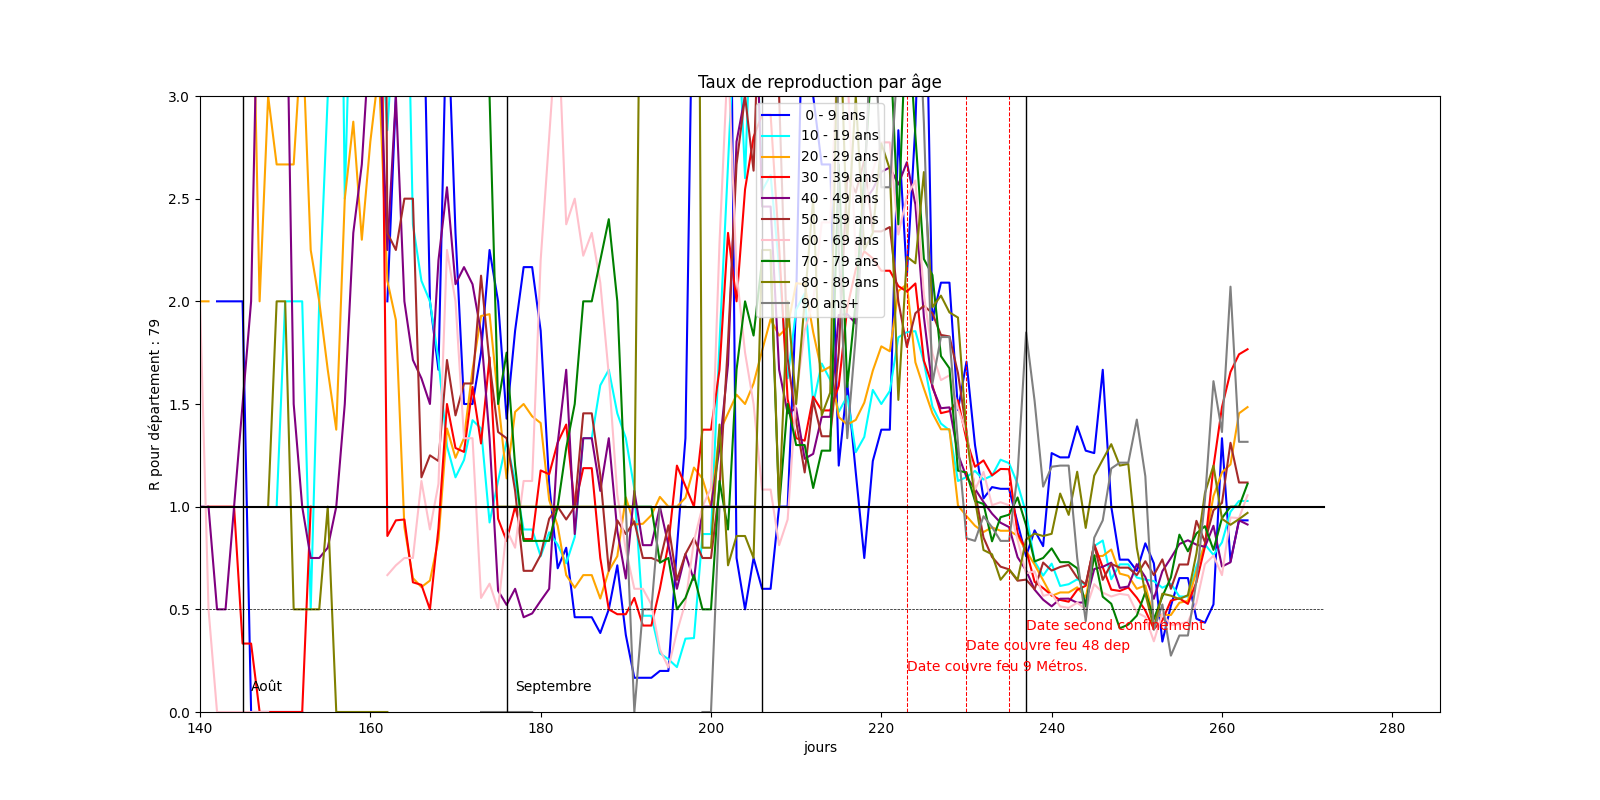 Taux de reproduction par âge
3.0
2.5
2.0
1.5
1.0
0.5
0.0
R pour département : 79
0 - 9 ans
10 - 19 ans
20 - 29 ans
30 - 39 ans
40 - 49 ans
50 - 59 ans
60 - 69 ans
70 - 79 ans
80 - 89 ans
90 ans+
Date second confinement
Date couvre feu 48 dep
Date couvre feu 9 Métros.
Août
Septembre
140
160
180
200
220
240
260
280
jours